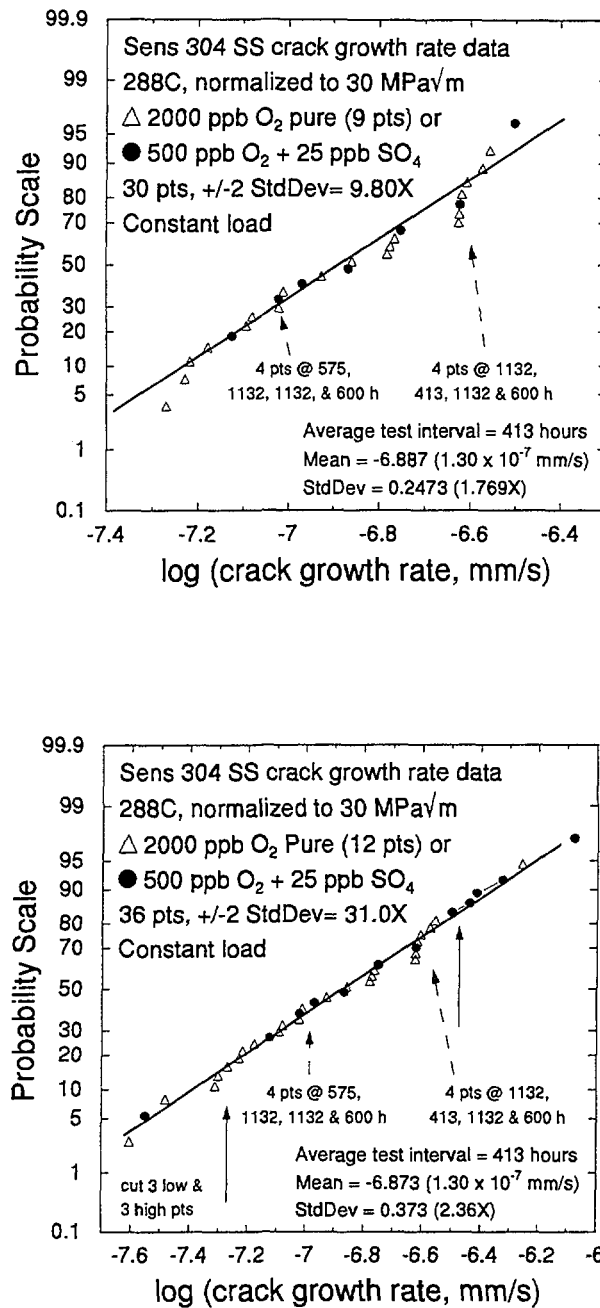 99.9
99
95
90
80
70
50
30
20
10
5
1
0.1
Probability Scale
Sens 304 SS crack growth rate data
288C, normalized to 30 MPa√m
△ 2000 ppb O₂ pure (9 pts) or
● 500 ppb O₂ + 25 ppb SO₄
30 pts, +/-2 StdDev= 9.80X
Constant load
4 pts @ 575,
1132, 1132, & 600 h
4 pts @ 1132,
413, 1132 & 600 h
Average test interval = 413 hours
Mean = -6.887 (1.30 x 10⁻⁷ mm/s)
StdDev = 0.2473 (1.769X)
-7.4 -7.2 -7 -6.8 -6.6 -6.4
log (crack growth rate, mm/s)
99.9
99
95
90
80
70
50
30
20
10
5
1
0.1
Probability Scale
Sens 304 SS crack growth rate data
288C, normalized to 30 MPa√m
△ 2000 ppb O₂ Pure (12 pts) or
● 500 ppb O₂ + 25 ppb SO₄
36 pts, +/-2 StdDev= 31.0X
Constant load
4 pts @ 575,
1132, 1132 & 600 h
4 pts @ 1132,
413, 1132 & 600 h
cut 3 low &
3 high pts
Average test interval = 413 hours
Mean = -6.873 (1.30 x 10⁻⁷ mm/s)
StdDev = 0.373 (2.36X)
-7.6 -7.4 -7.2 -7 -6.8 -6.6 -6.4 -6.2 -6
log (crack growth rate, mm/s)